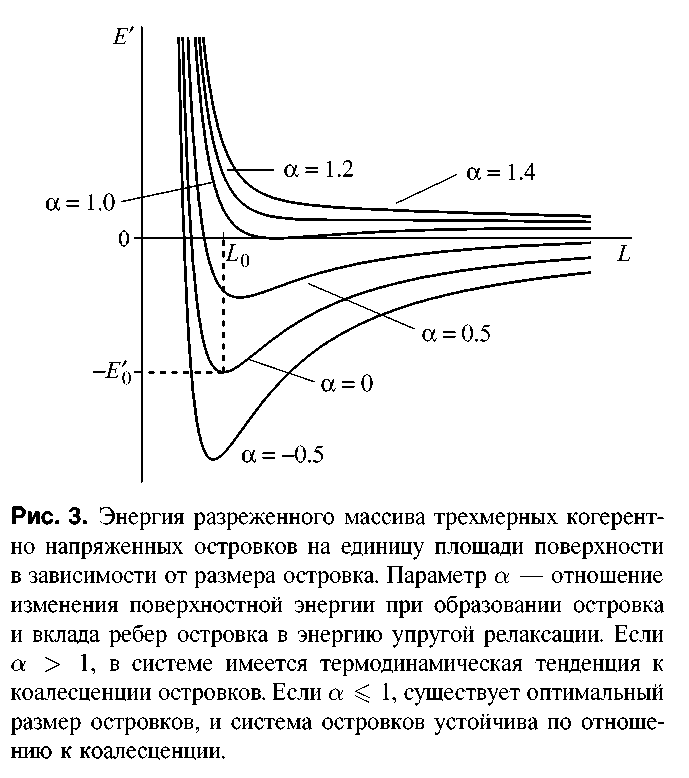 E′
α = 1.2
α = 1.4
α = 1.0
0
L₀
L
α = 0.5
−E′₀
α = 0
α = −0.5
Рис. 3. Энергия разреженного массива трехмерных когерент-
но напряженных островков на единицу площади поверхности
в зависимости от размера островка. Параметр α — отношение
изменения поверхностной энергии при образовании островка
и вклада ребер островка в энергию упругой релаксации. Если
α > 1, в системе имеется термодинамическая тенденция к
коалесценции островков. Если α ⩽ 1, существует оптимальный
размер островков, и система островков устойчива по отноше-
нию к коалесценции.